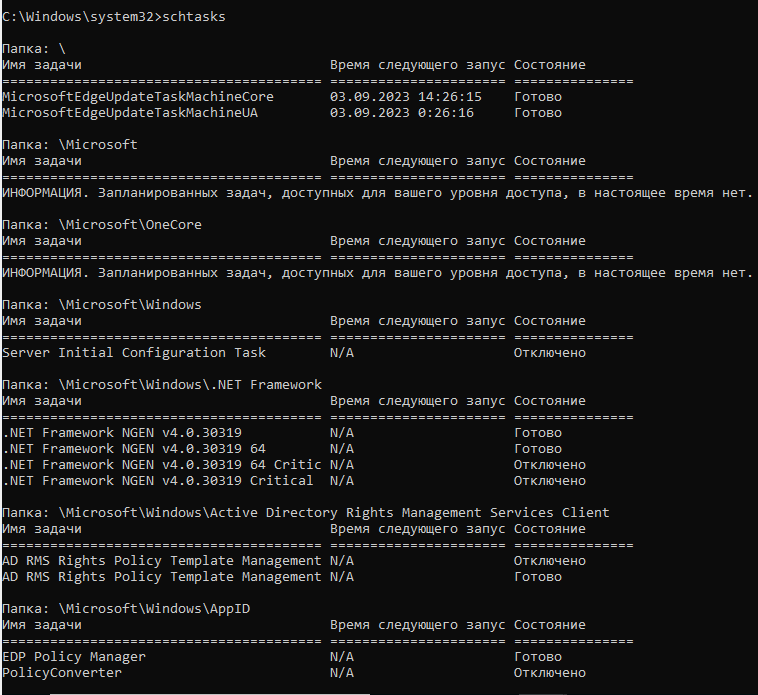 C:\Windows\system32>schtasks
Папка: \
Имя задачи Время следующего запус Состояние
======================================== ====================== ===============
MicrosoftEdgeUpdateTaskMachineCore 03.09.2023 14:26:15 Готово
MicrosoftEdgeUpdateTaskMachineUA 03.09.2023 0:26:16 Готово
Папка: \Microsoft
Имя задачи Время следующего запус Состояние
======================================== ====================== ===============
ИНФОРМАЦИЯ. Запланированных задач, доступных для вашего уровня доступа, в настоящее время нет.
Папка: \Microsoft\OneCore
Имя задачи Время следующего запус Состояние
======================================== ====================== ===============
ИНФОРМАЦИЯ. Запланированных задач, доступных для вашего уровня доступа, в настоящее время нет.
Папка: \Microsoft\Windows
Имя задачи Время следующего запус Состояние
======================================== ====================== ===============
Server Initial Configuration Task N/A Отключено
Папка: \Microsoft\Windows\.NET Framework
Имя задачи Время следующего запус Состояние
======================================== ====================== ===============
.NET Framework NGEN v4.0.30319 N/A Готово
.NET Framework NGEN v4.0.30319 64 N/A Готово
.NET Framework NGEN v4.0.30319 64 Critic N/A Отключено
.NET Framework NGEN v4.0.30319 Critical N/A Отключено
Папка: \Microsoft\Windows\Active Directory Rights Management Services Client
Имя задачи Время следующего запус Состояние
======================================== ====================== ===============
AD RMS Rights Policy Template Management N/A Отключено
AD RMS Rights Policy Template Management N/A Готово
Папка: \Microsoft\Windows\AppID
Имя задачи Время следующего запус Состояние
======================================== ====================== ===============
EDP Policy Manager N/A Готово
PolicyConverter N/A Отключено